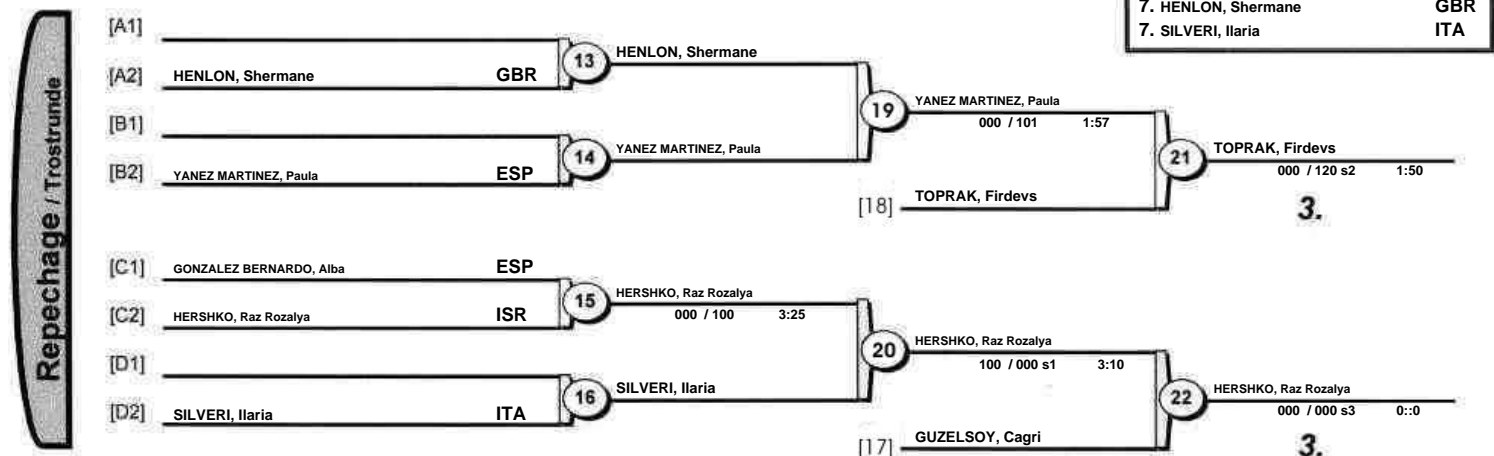 7. HENLON, Shermane GBR
7. SILVERI, Ilaria ITA
Repechage / Trostrunde
[A1]
[A2] HENLON, Shermane GBR
13 HENLON, Shermane
[B1]
[B2] YANEZ MARTINEZ, Paula ESP
14 YANEZ MARTINEZ, Paula
19 YANEZ MARTINEZ, Paula
000 / 101 1:57
[18] TOPRAK, Firdevs
21 TOPRAK, Firdevs
000 / 120 s2 1:50
3.
[C1] GONZALEZ BERNARDO, Alba ESP
[C2] HERSHKO, Raz Rozalya ISR
15 HERSHKO, Raz Rozalya
000 / 100 3:25
[D1]
[D2] SILVERI, Ilaria ITA
16 SILVERI, Ilaria
20 HERSHKO, Raz Rozalya
100 / 000 s1 3:10
[17] GUZELSOY, Cagri
22 HERSHKO, Raz Rozalya
000 / 000 s3 0::0
3.